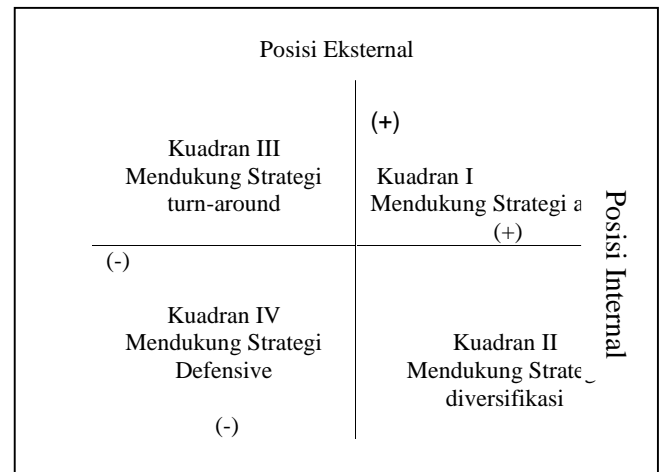 Posisi Eksternal
(+)
Kuadran III
Mendukung Strategi
turn-around
Kuadran I
Mendukung Strategi a
(+)
Posisi Internal
(-)
Kuadran IV
Mendukung Strategi
Defensive
(-)
Kuadran II
Mendukung
diversifikasi